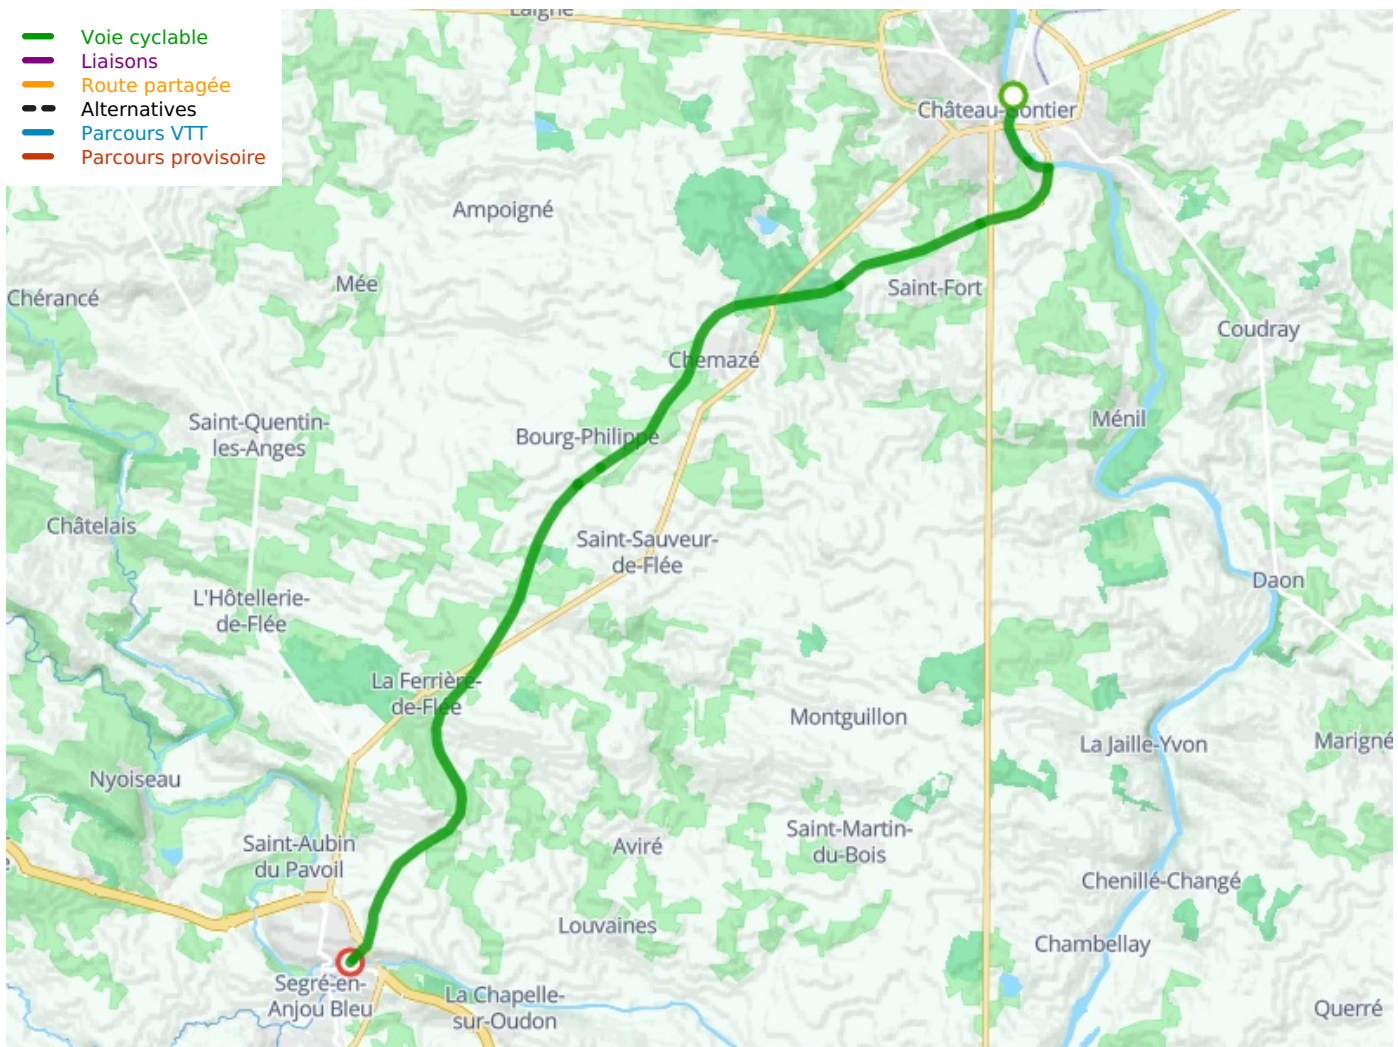 Laigné
Voie cyclable
Liaisons
Route partagée
Alternatives
Parcours VTT
Parcours provisoire
Château-Gontier
Ampoigné
Mée
Chérancé
Saint-Fort
Coudray
Chemazé
Saint-Quentin-
les-Anges
Bourg-Philippe
Ménil
Châtelais
Saint-Sauveur-
de-Flée
Daon
L'Hôtellerie-
de-Flée
La Ferrière-
de-Flée
Montguillon
La Jaille-Yvon
Marigné
Nyoiseau
Saint-Aubin
du Pavoil
Aviré
Saint-Martin-
du-Bois
Chenillé-Changé
Louvaines
Chambellay
Segré-en-
Anjou Bleu
La Chapelle-
sur-Oudon
Querré